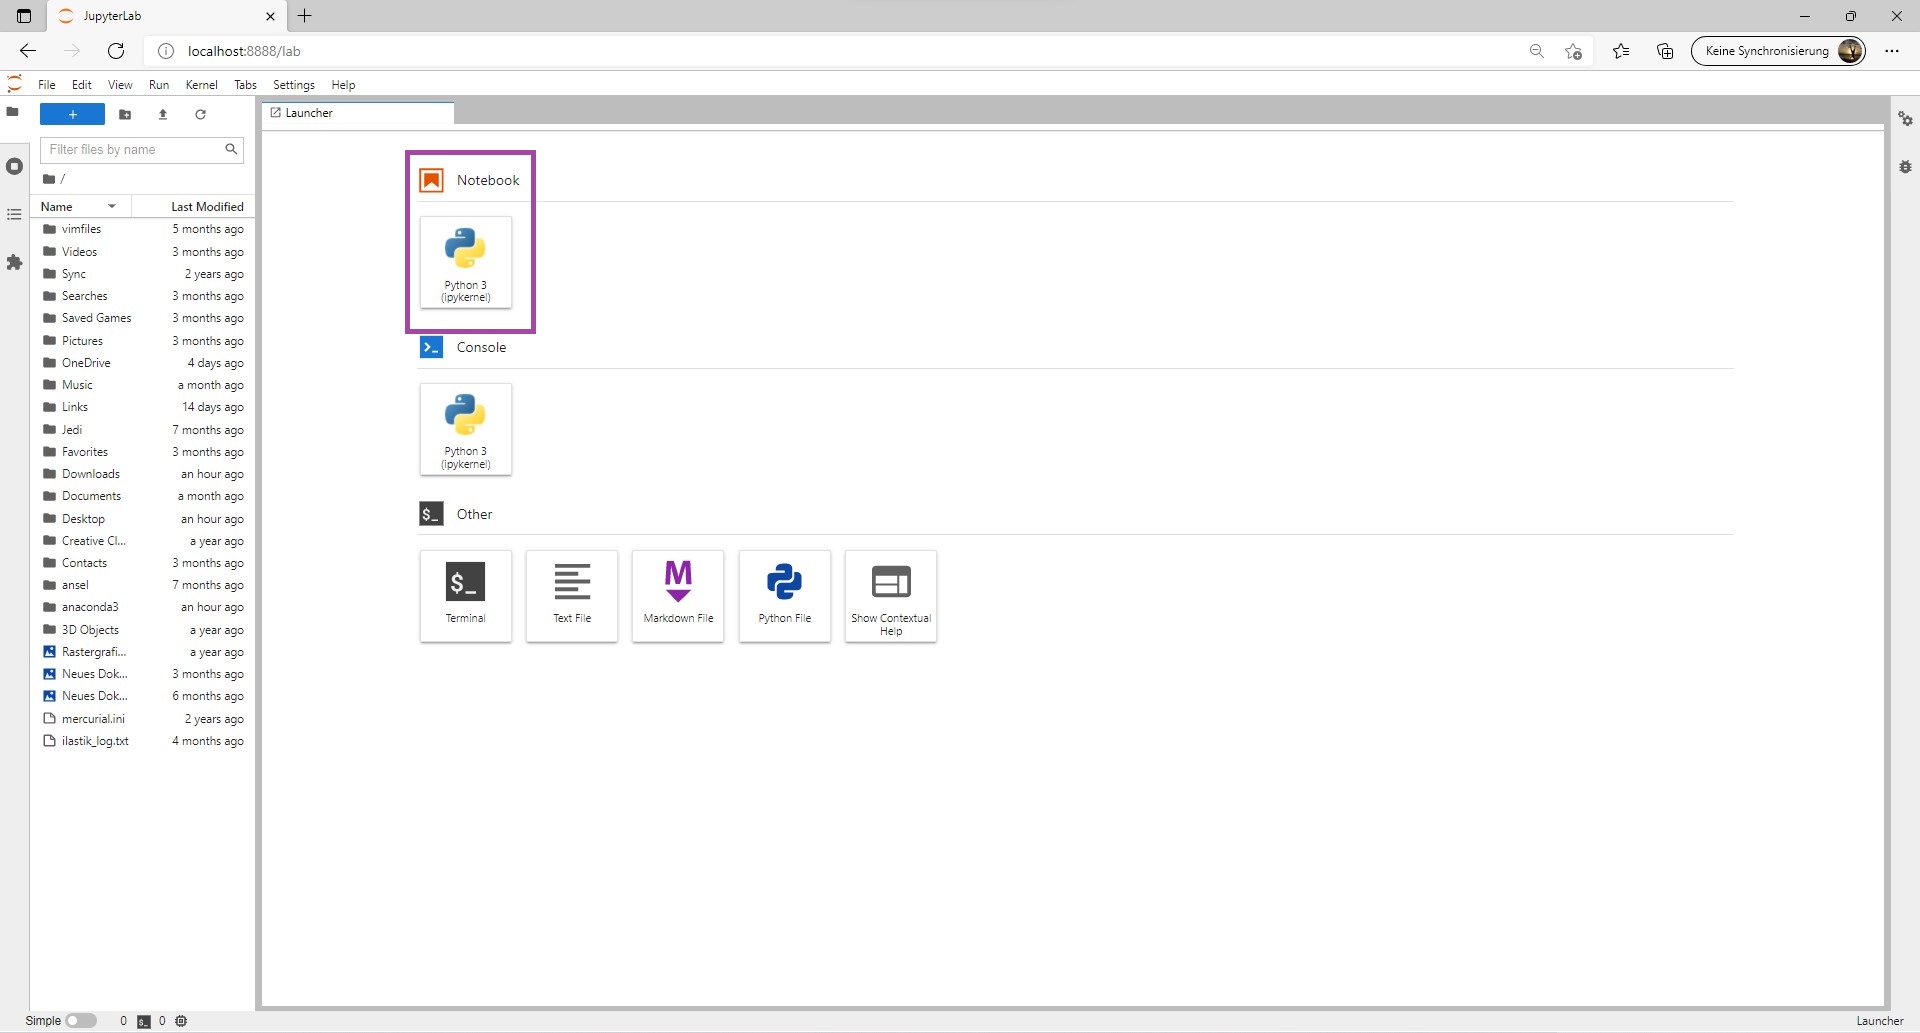 JupyterLab
localhost:8888/lab
Keine Synchronisierung
File Edit View Run Kernel Tabs Settings Help
+
Filter files by name
/
Name Last Modified
vimfiles 5 months ago
Videos 3 months ago
Sync 2 years ago
Searches 3 months ago
Saved Games 3 months ago
Pictures 3 months ago
OneDrive 4 days ago
Music a month ago
Links 14 days ago
Jedi 7 months ago
Favorites 3 months ago
Downloads an hour ago
Documents a month ago
Desktop an hour ago
Creative Cl... a year ago
Contacts 3 months ago
ansel 7 months ago
anaconda3 an hour ago
3D Objects a year ago
Rastergrafi... a year ago
Neues Dok... 3 months ago
Neues Dok... 6 months ago
mercurial.ini 2 years ago
ilastik_log.txt 4 months ago
Launcher
Notebook
Python 3
(ipykernel)
>_ Console
Python 3
(ipykernel)
$_ Other
$_
Terminal
Text File
M
Markdown File
Python File
Show Contextual
Help
Simple 0 $_ 0
Launcher